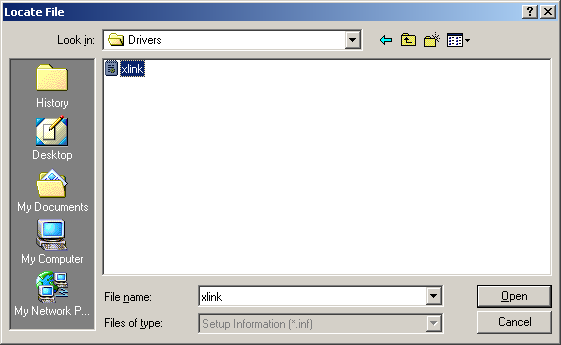 Locate File
Look in: Drivers
xlink
History
Desktop
My Documents
My Computer
My Network P...
File name: xlink Open
Files of type: Setup Information (*.inf) Cancel